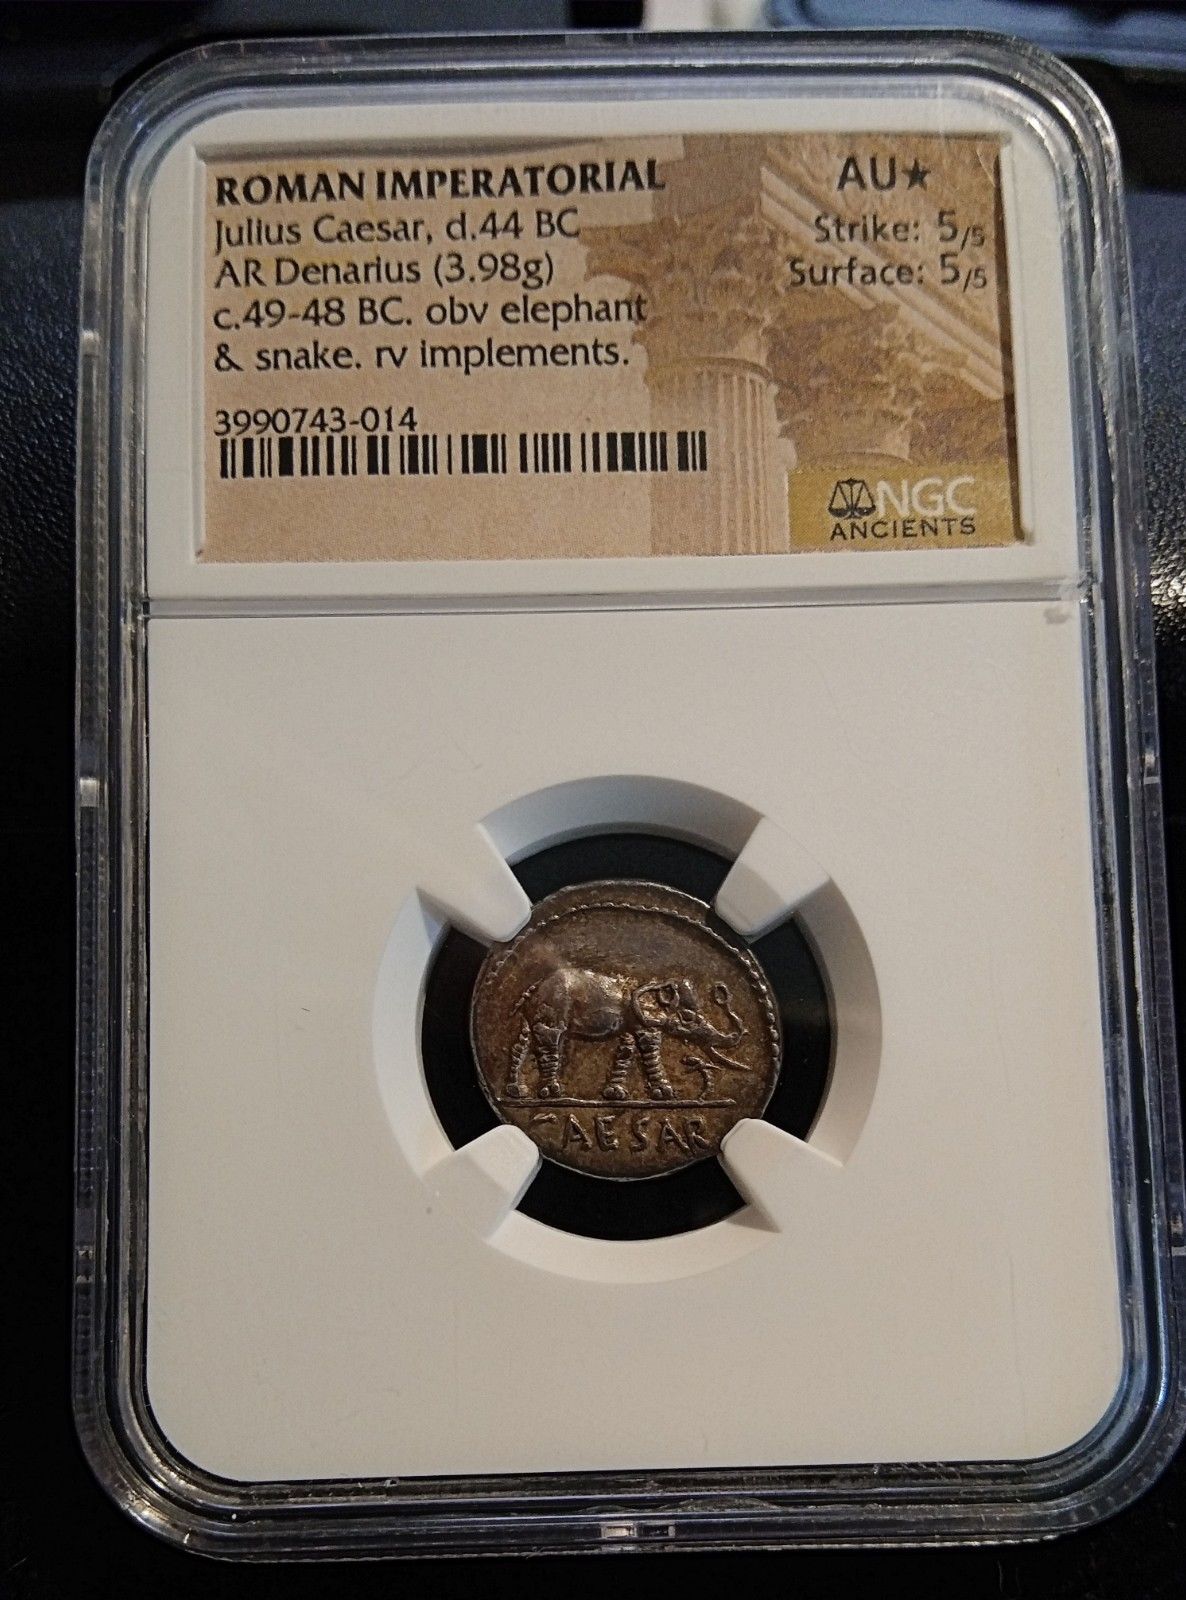 ROMAN IMPERATORIAL
Julius Caesar, d.44 BC
AR Denarius (3.98g)
c.49-48 BC. obv elephant
& snake. rv implements.
3990743-014
AU★
Strike: 5/5
Surface: 5/5
NGC
ANCIENTS
CAESAR